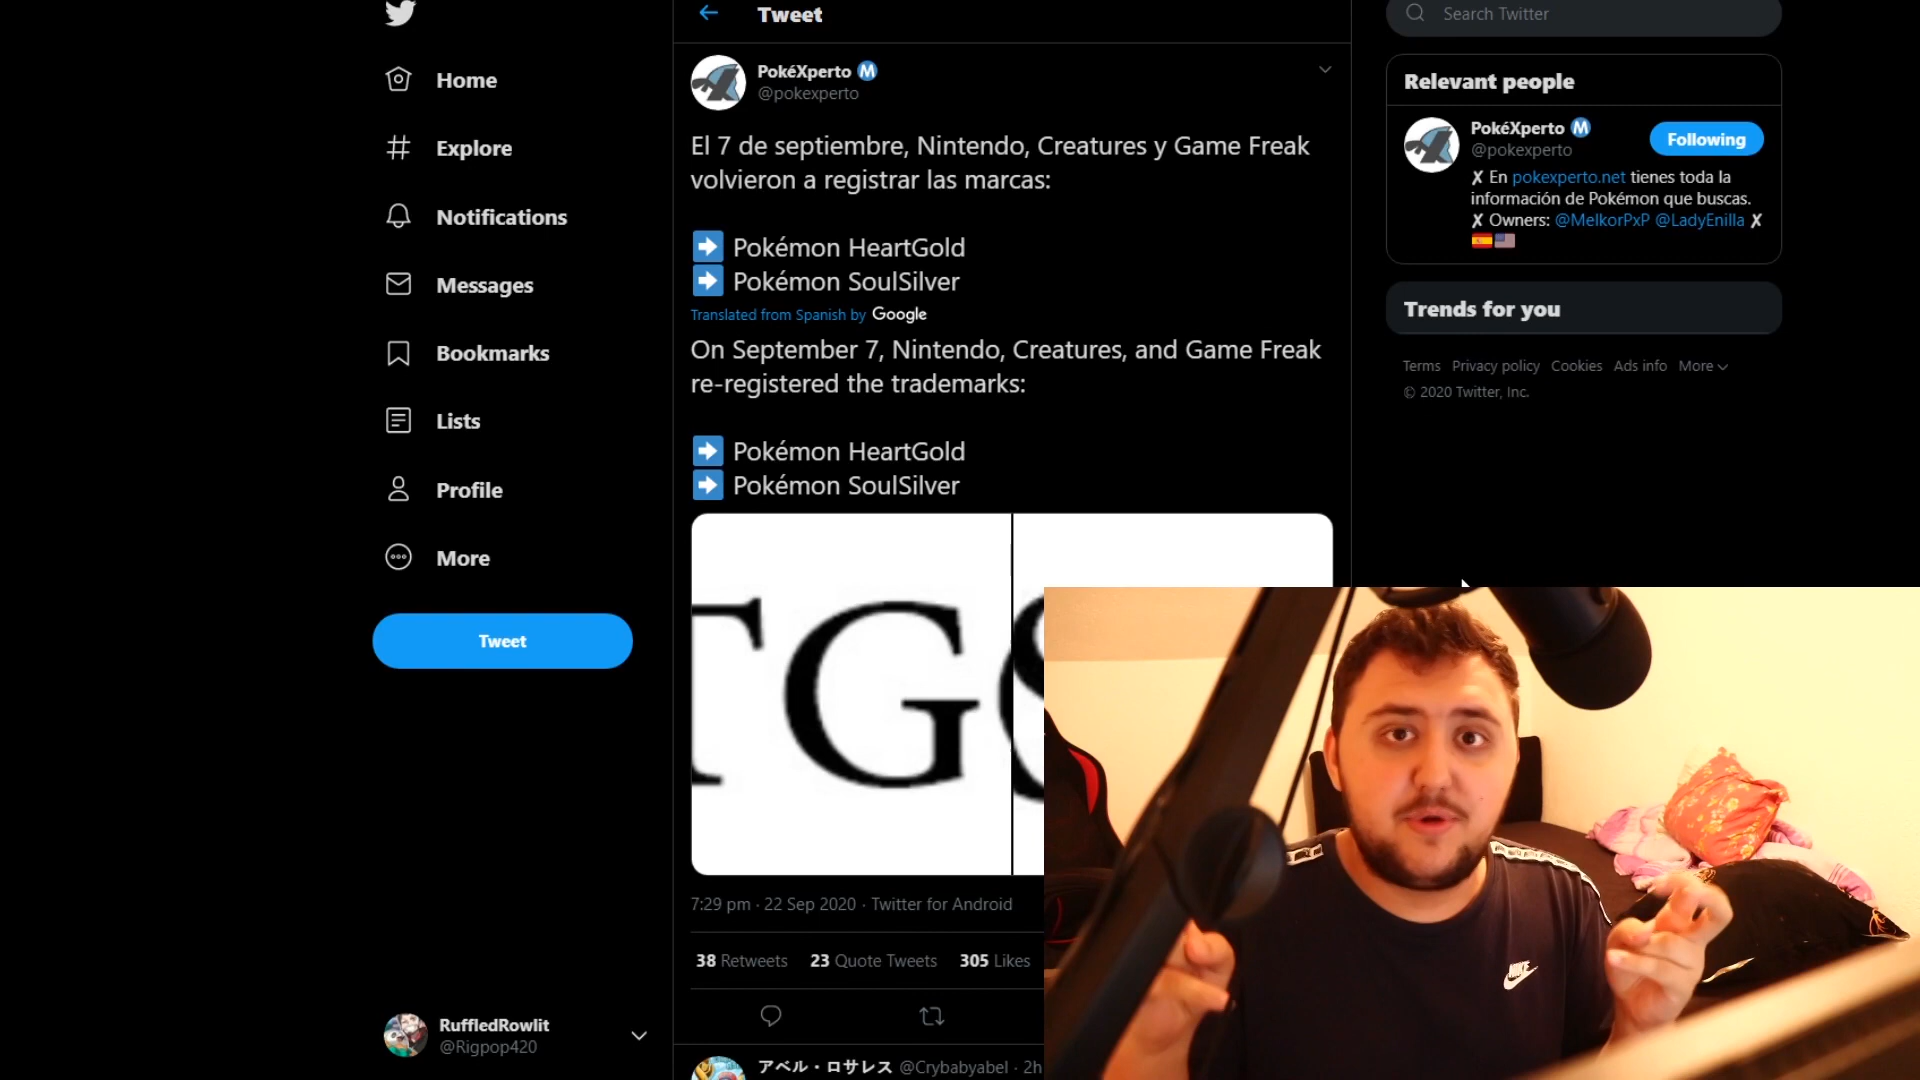 Home
Explore
Notifications
Messages
Bookmarks
Lists
Profile
More
Tweet
RuffledRowlit
@Rigpop420
Tweet
PokéXperto M
@pokexperto
El 7 de septiembre, Nintendo, Creatures y Game Freak
volvieron a registrar las marcas:
➡ Pokémon HeartGold
➡ Pokémon SoulSilver
Translated from Spanish by Google
On September 7, Nintendo, Creatures, and Game Freak
re-registered the trademarks:
➡ Pokémon HeartGold
➡ Pokémon SoulSilver
TG
7:29 pm · 22 Sep 2020 · Twitter for Android
38 Retweets 23 Quote Tweets 305 Likes
アベル・ロサレス @Crybabyabel · 2h
Search Twitter
Relevant people
PokéXperto M
@pokexperto
Following
✗ En pokexperto.net tienes toda la
información de Pokémon que buscas.
✗ Owners: @MelkorPxP @LadyEnilla ✗
Trends for you
Terms Privacy policy Cookies Ads info More
© 2020 Twitter, Inc.
NIKE